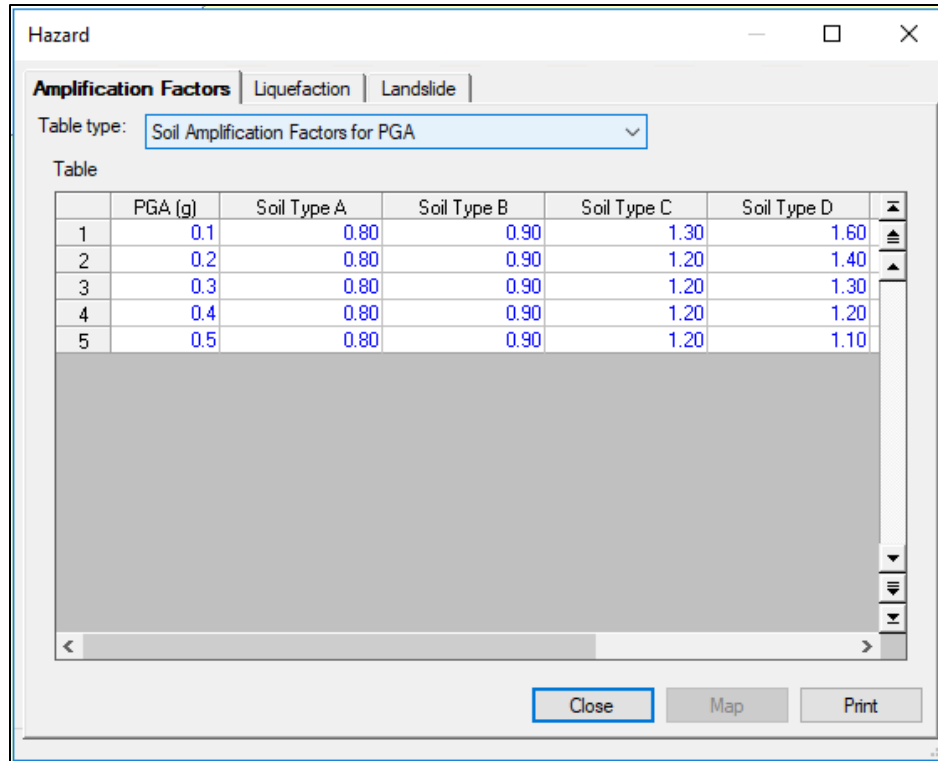 Hazard
Amplification Factors Liquefaction Landslide
Table type: Soil Amplification Factors for PGA
Table
PGA (g) Soil Type A Soil Type B Soil Type C Soil Type D
1 0.1 0.80 0.90 1.30 1.60
2 0.2 0.80 0.90 1.20 1.40
3 0.3 0.80 0.90 1.20 1.30
4 0.4 0.80 0.90 1.20 1.20
5 0.5 0.80 0.90 1.20 1.10
Close Map Print